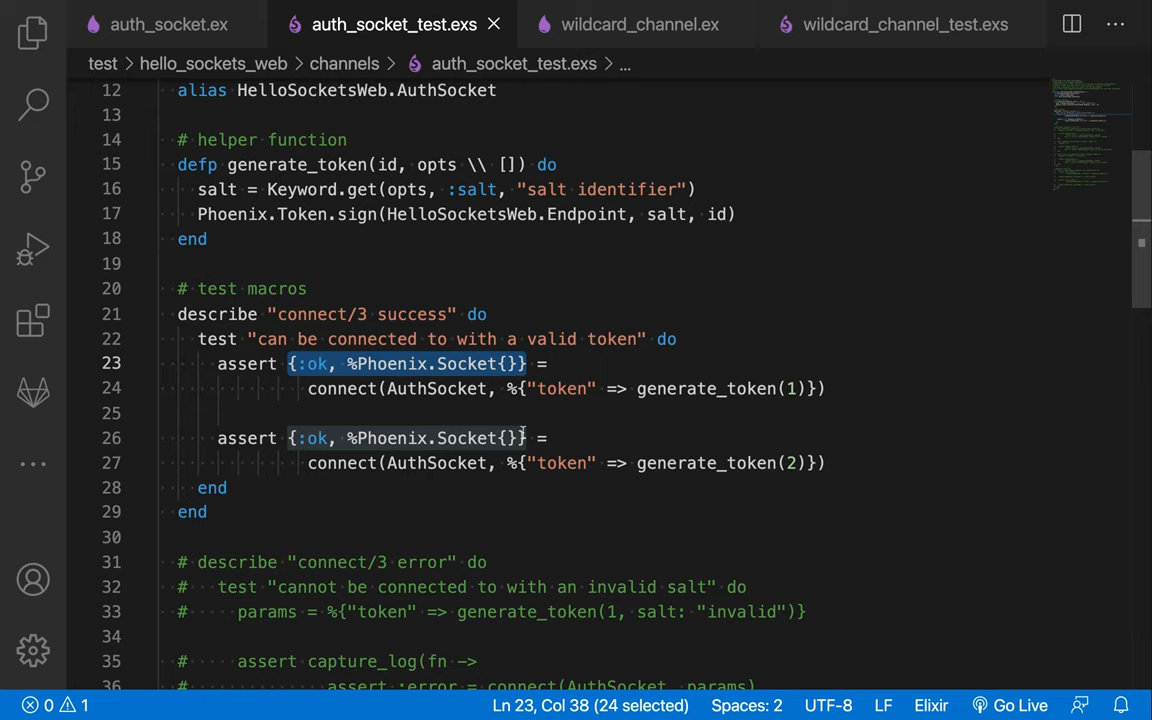 auth_socket.ex auth_socket_test.exs wildcard_channel.ex wildcard_channel_test.exs
test > hello_sockets_web > channels > auth_socket_test.exs > ...
12 alias HelloSocketsWeb.AuthSocket
13
14 # helper function
15 defp generate_token(id, opts \\ []) do
16 salt = Keyword.get(opts, :salt, "salt identifier")
17 Phoenix.Token.sign(HelloSocketsWeb.Endpoint, salt, id)
18 end
19
20 # test macros
21 describe "connect/3 success" do
22 test "can be connected to with a valid token" do
23 assert {:ok, %Phoenix.Socket{}} =
24 connect(AuthSocket, %{"token" => generate_token(1)})
25
26 assert {:ok, %Phoenix.Socket{}} =
27 connect(AuthSocket, %{"token" => generate_token(2)})
28 end
29 end
30
31 # describe "connect/3 error" do
32 # test "cannot be connected to with an invalid salt" do
33 # params = %{"token" => generate_token(1, salt: "invalid")}
34
35 # assert capture_log(fn ->
36 # assert :error = connect(AuthSocket, params)
0 1 Ln 23, Col 38 (24 selected) Spaces: 2 UTF-8 LF Elixir Go Live